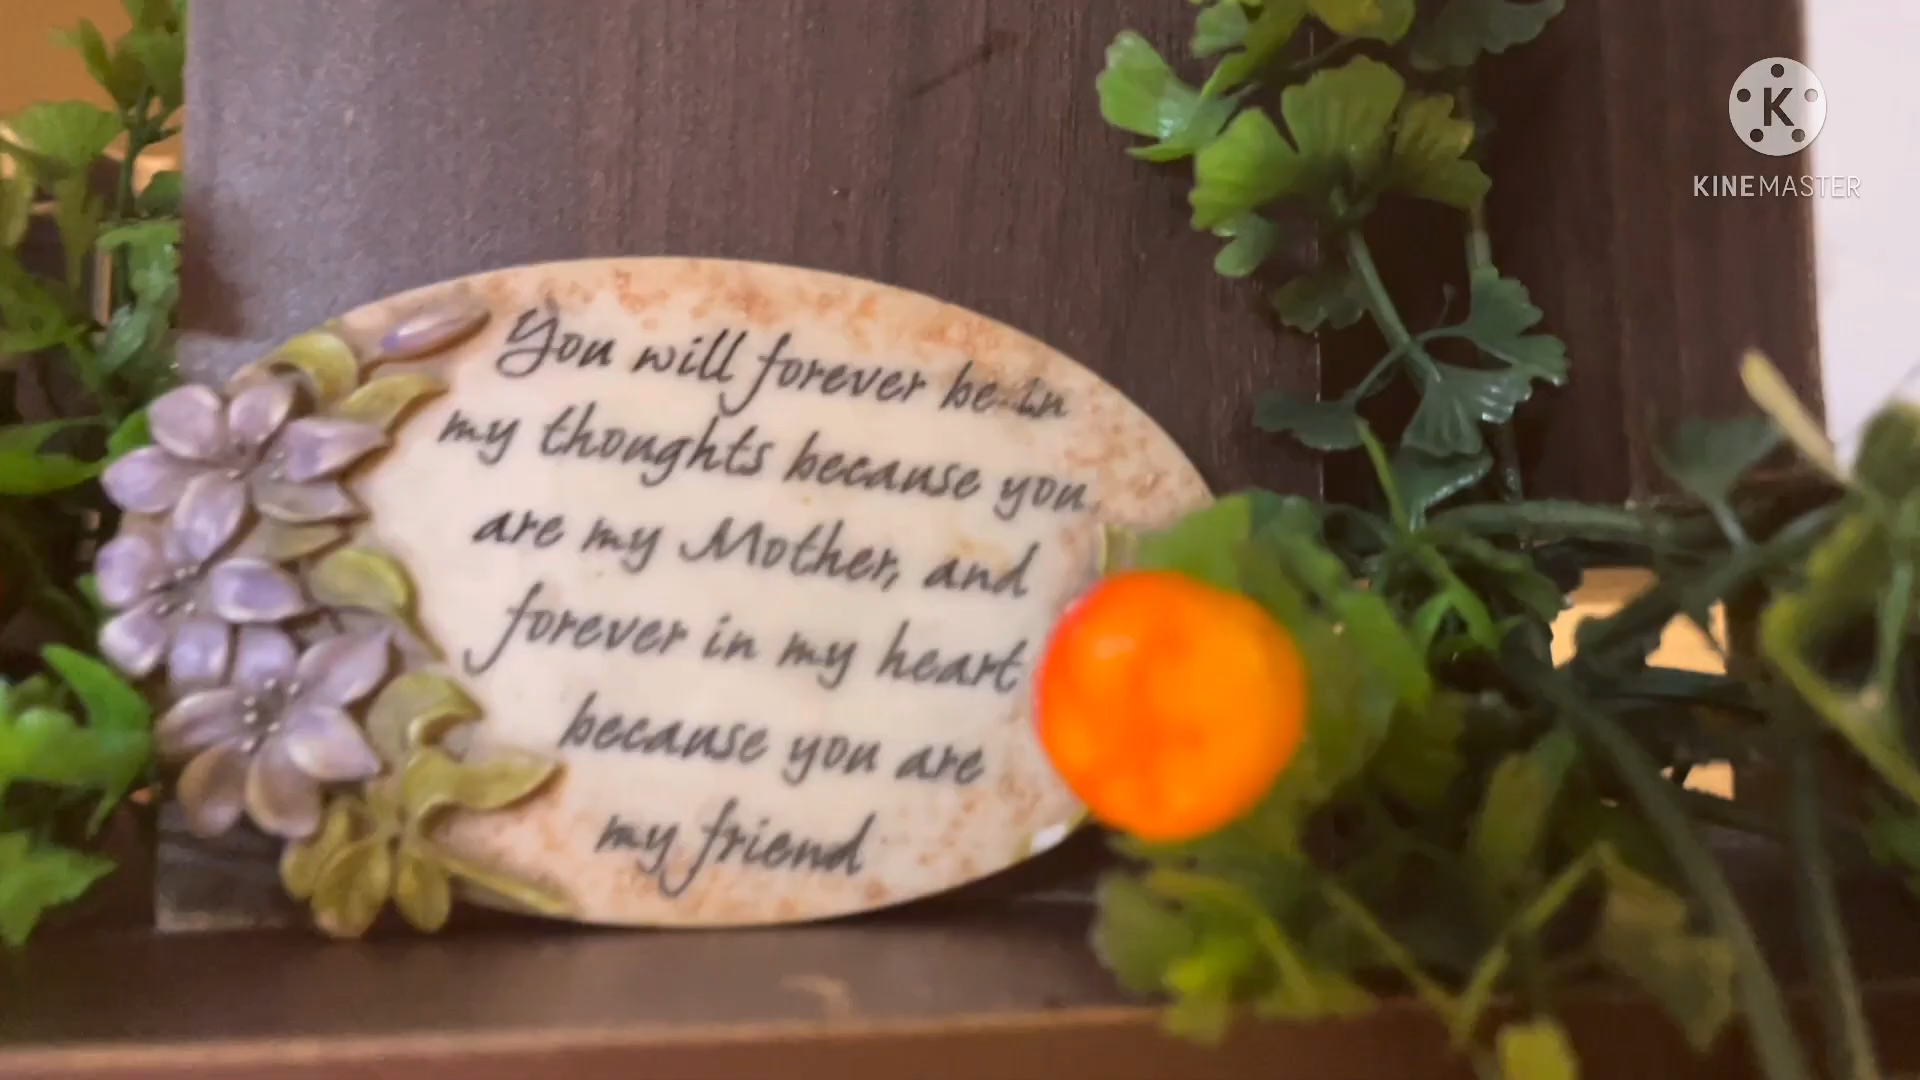 You will forever be in
my thoughts because you
are my Mother, and
forever in my heart
because you are
my friend
K
KINEMASTER